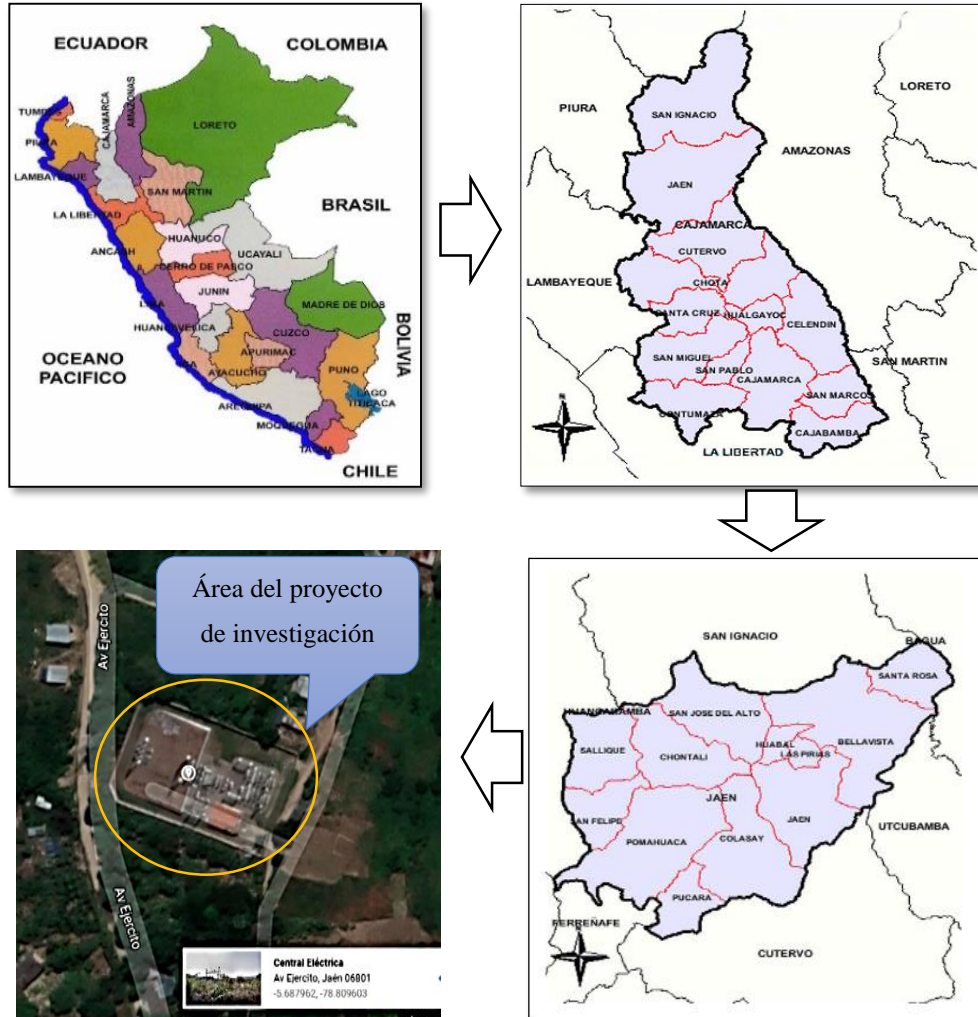 ECUADOR
COLOMBIA
TUMBES
PIURA
CAJAMARCA
AMAZONAS
LORETO
LAMBAYEQUE
SAN MARTIN
LA LIBERTAD
BRASIL
ANCASH
HUANUCO
UCAYALI
CERRO DE PASCO
JUNIN
MADRE DE DIOS
LIMA
HUANCAVELICA
CUZCO
BOLIVIA
OCEANO
PACIFICO
APURIMAC
AYACUCHO
PUNO
LAGO
TITICACA
AREQUIPA
MOQUEGUA
TACNA
CHILE
PIURA
LORETO
SAN IGNACIO
AMAZONAS
JAEN
CAJAMARCA
CUTERVO
LAMBAYEQUE
CHOTA
SANTA CRUZ
HUALGAYOC
CELENDIN
SAN MIGUEL
SAN PABLO
CAJAMARCA
SAN MARTIN
SAN MARCOS
CONTUMAZA
CAJABAMBA
N
LA LIBERTAD
Área del proyecto
de investigación
Av Ejercito
Av Ejercito
Central Eléctrica
Av Ejercito, Jaén 06801
-5.687962, -78.809603
SAN IGNACIO
BAGUA
SANTA ROSA
HUANCABAMBA
SAN JOSE DEL ALTO
SALLIQUE
CHONTALI
HUABAL
LAS PIRIAS
BELLAVISTA
JAEN
SAN FELIPE
POMAHUACA
COLASAY
JAEN
UTCUBAMBA
PUCARA
FERREÑAFE
CUTERVO